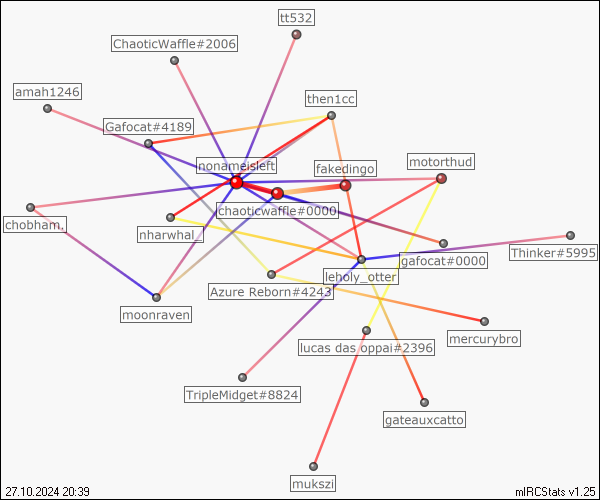 tt532
ChaoticWaffle#2006
amah1246
then1cc
Gafocat#4189
nonameisleft
fakedingo
motorthud
chaoticwaffle#0000
chobham.
nharwhal_
gafocat#0000
Thinker#5995
leholy_otter
Azure Reborn#4243
moonraven
mercurybro
lucas das oppai#2396
TripleMidget#8824
gateauxcatto
mukszi
27.10.2024 20:39
mIRCStats v1.25